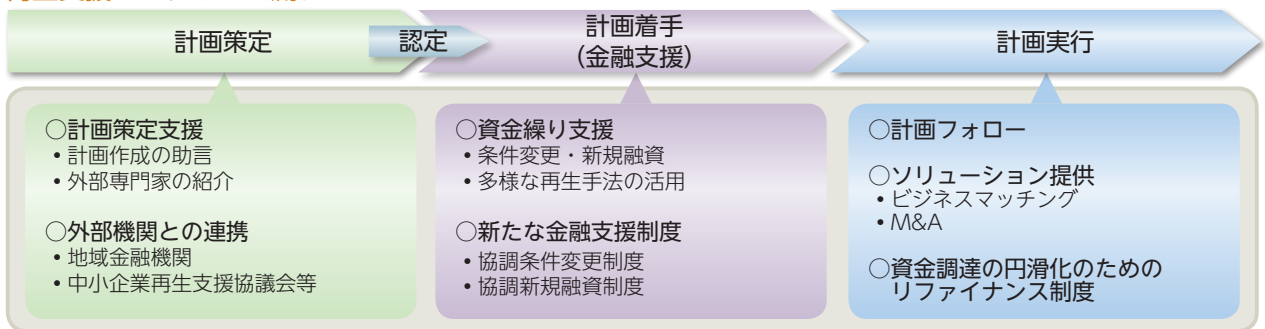 計画策定
認定
計画着手
(金融支援)
計画実行
○計画策定支援
• 計画作成の助言
• 外部専門家の紹介
○外部機関との連携
• 地域金融機関
• 中小企業再生支援協議会等
○資金繰り支援
• 条件変更・新規融資
• 多様な再生手法の活用
○新たな金融支援制度
• 協調条件変更制度
• 協調新規融資制度
○計画フォロー
○ソリューション提供
• ビジネスマッチング
• M&A
○資金調達の円滑化のための
リファイナンス制度